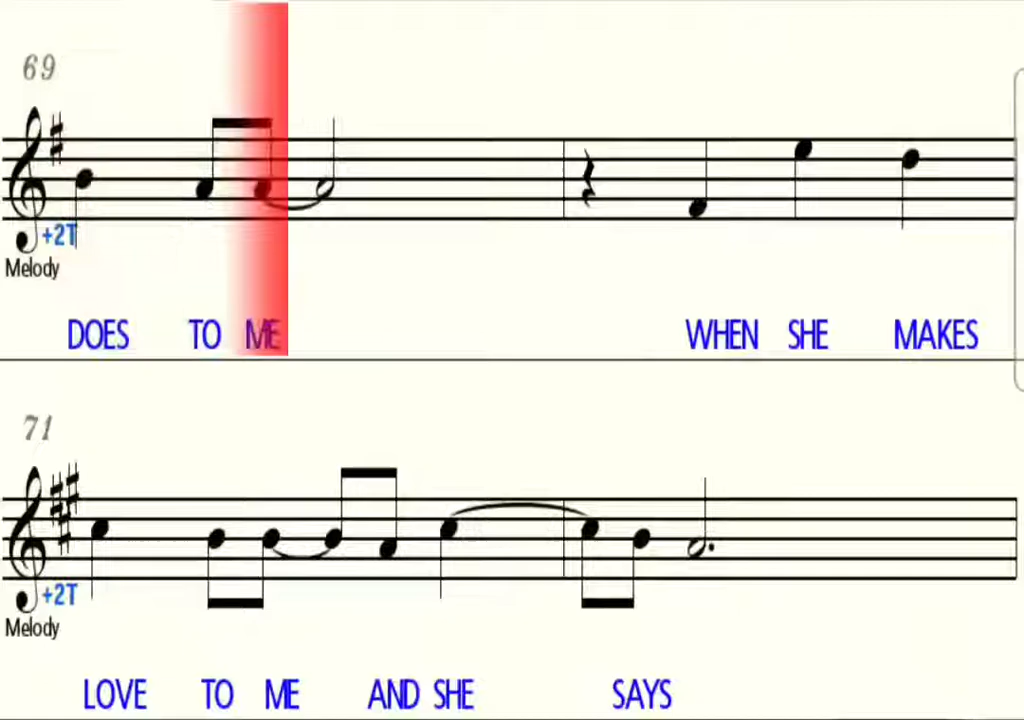 69
+2T
Melody
DOES TO ME WHEN SHE MAKES
71
+2T
Melody
LOVE TO ME AND SHE SAYS